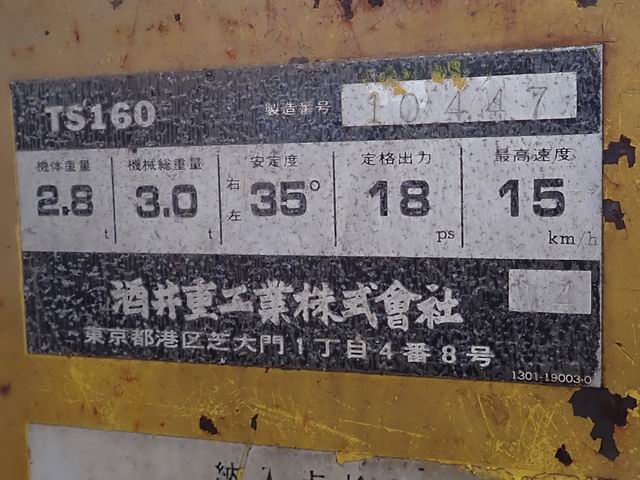 TS160 製造番号 10447
機体重量 機械総重量 安定度 定格出力 最高速度
2.8 t 3.0 t 右左 35° 18 ps 15 km/h
酒井重工業株式會社
東京都港区芝大門1丁目4番8号
1301-19003-0